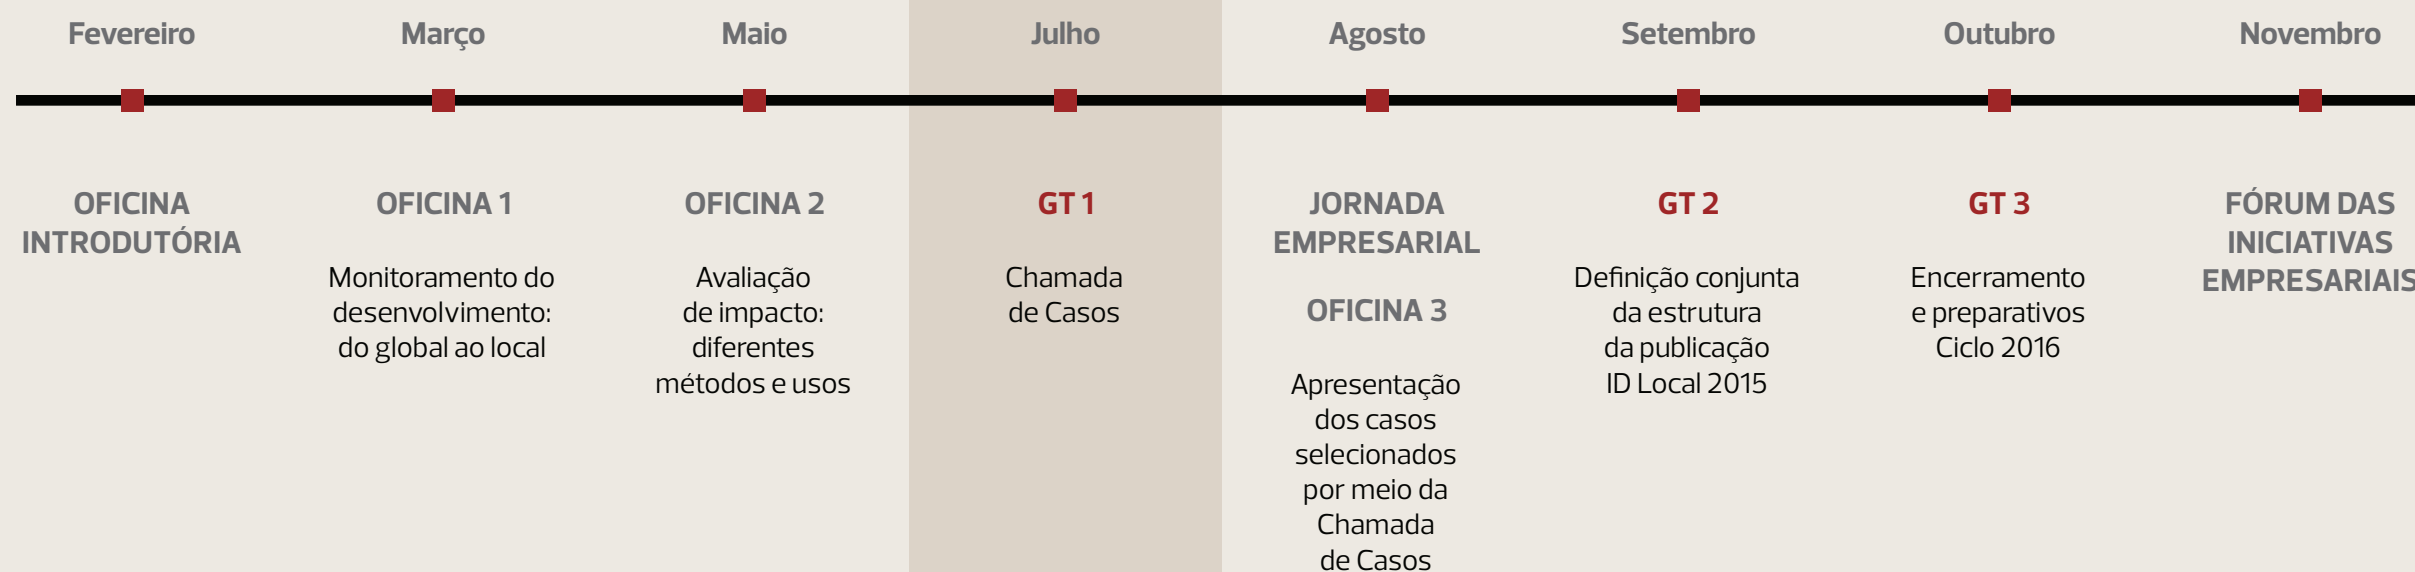 Fevereiro
Março
Maio
Julho
Agosto
Setembro
Outubro
Novembro
OFICINA
INTRODUTÓRIA
OFICINA 1
Monitoramento do
desenvolvimento:
do global ao local
OFICINA 2
Avaliação
de impacto:
diferentes
métodos e usos
GT 1
Chamada
de Casos
JORNADA
EMPRESARIAL
OFICINA 3
Apresentação
dos casos
selecionados
por meio da
Chamada
de Casos
GT 2
Definição conjunta
da estrutura
da publicação
ID Local 2015
GT 3
Encerramento
e preparativos
Ciclo 2016
FÓRUM DAS
INICIATIVAS
EMPRESARIAIS